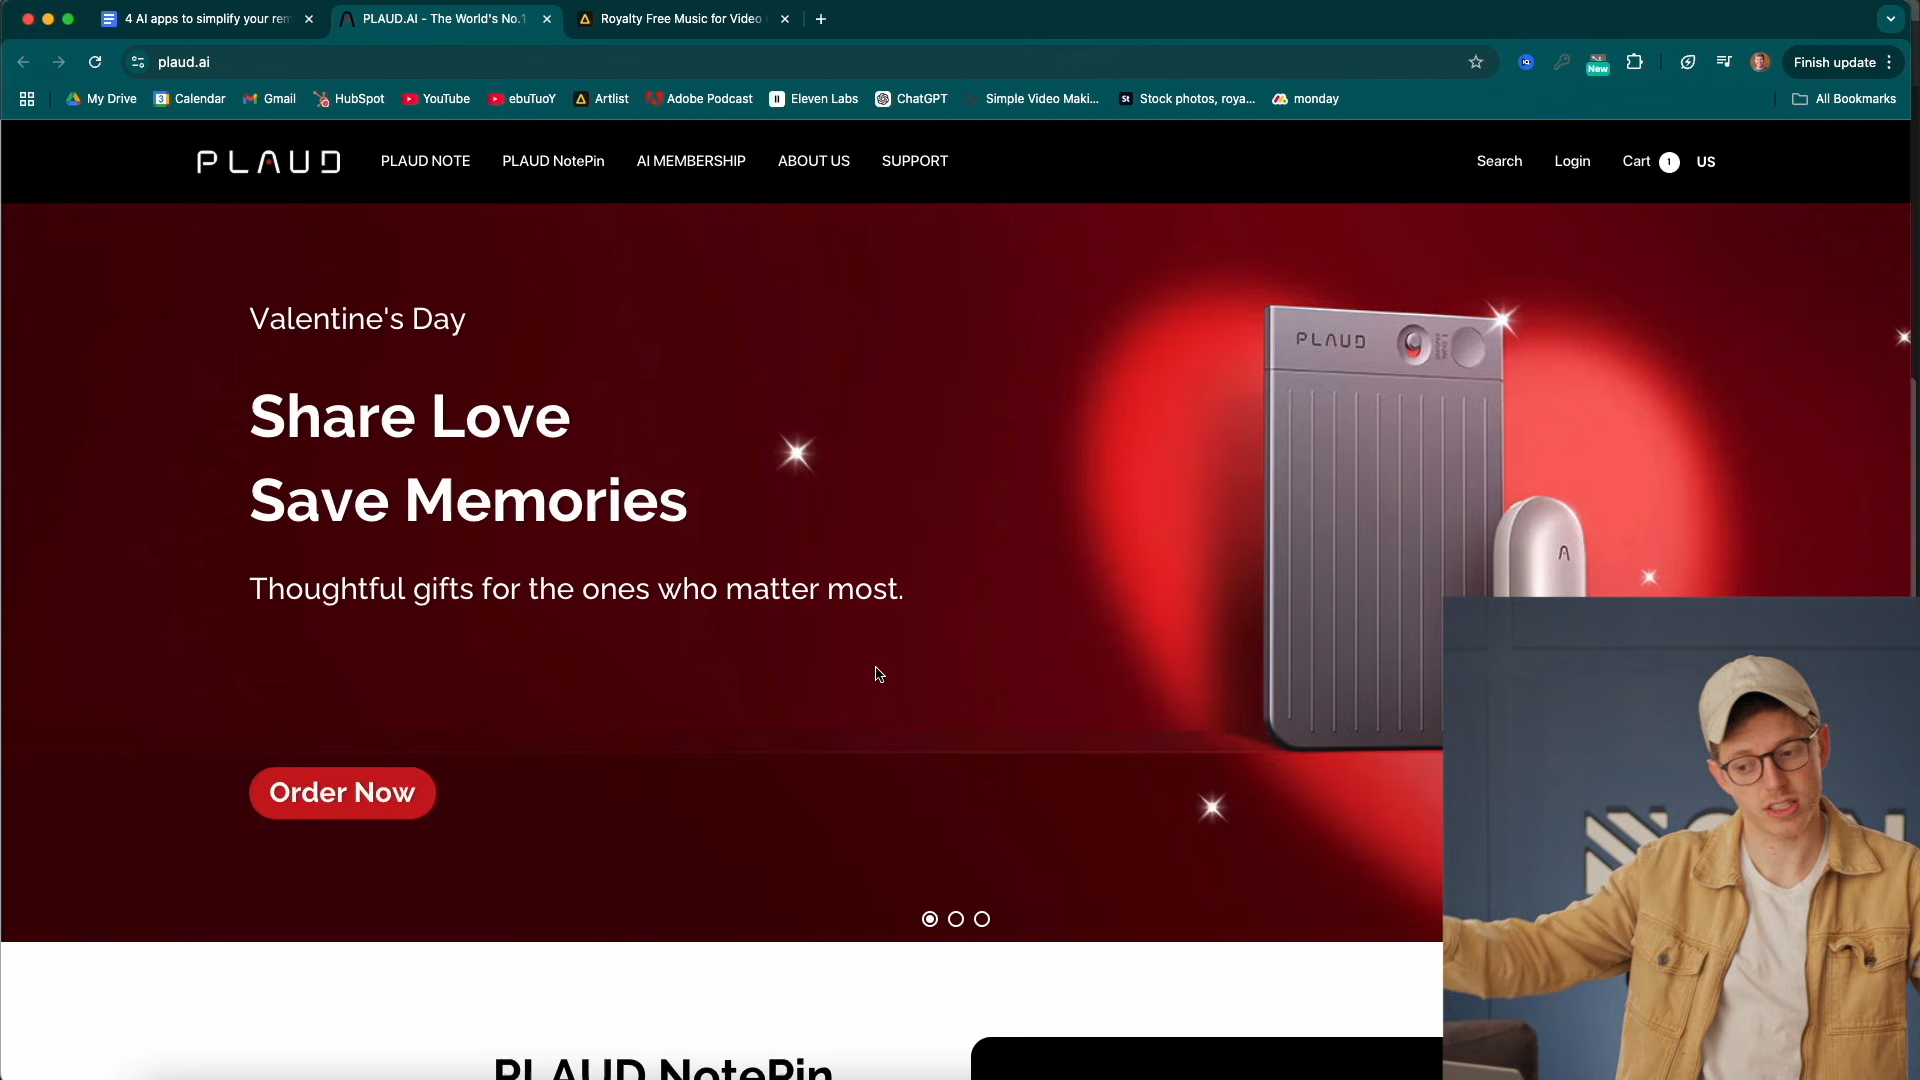 4 AI apps to simplify your rem
PLAUD.AI - The World's No.1
Royalty Free Music for Video
plaud.ai
New
Finish update
My Drive
Calendar
Gmail
HubSpot
YouTube
ebuTuoY
Artlist
Adobe Podcast
Eleven Labs
ChatGPT
Simple Video Maki...
Stock photos, roya...
monday
All Bookmarks
PLAUD
PLAUD NOTE
PLAUD NotePin
AI MEMBERSHIP
ABOUT US
SUPPORT
Search
Login
Cart 1
US
Valentine's Day
Share Love
Save Memories
Thoughtful gifts for the ones who matter most.
Order Now
PLAUD
PLAUD NotePin